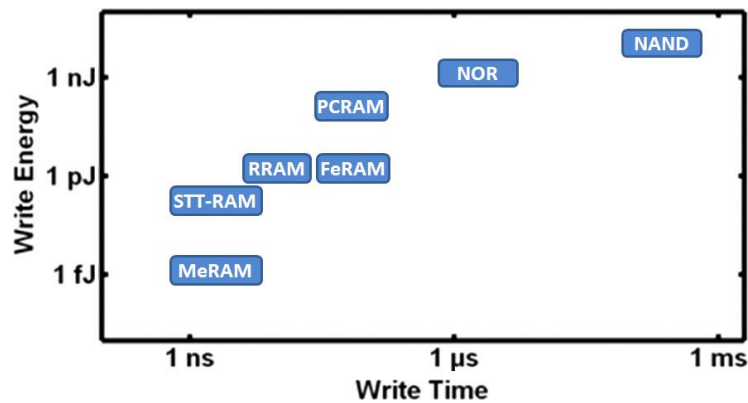 NAND
NOR
1 nJ
PCRAM
RRAM
FeRAM
1 pJ
STT-RAM
MeRAM
1 fJ
Write Energy
1 ns
1 µs
1 ms
Write Time